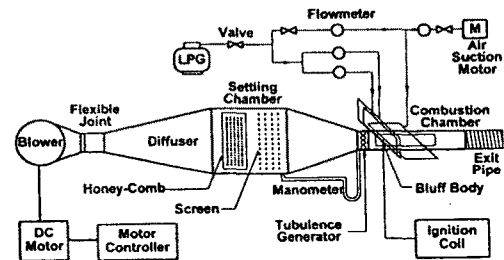 Flowmeter
Valve
M
LPG
Air
Suction
Motor
Settling
Chamber
Flexible
Joint
Combustion
Chamber
Blower
Diffuser
Exit
Pipe
Honey-Comb
Manometer
Bluff Body
Screen
Turbulence
Generator
DC
Motor
Motor
Controller
Ignition
Coil